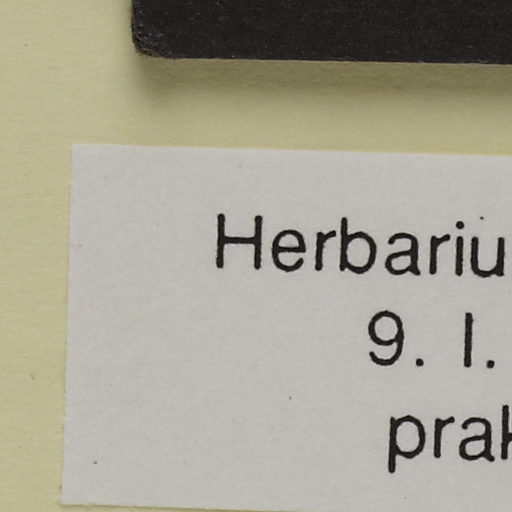 Herbariu
9. I.
prak